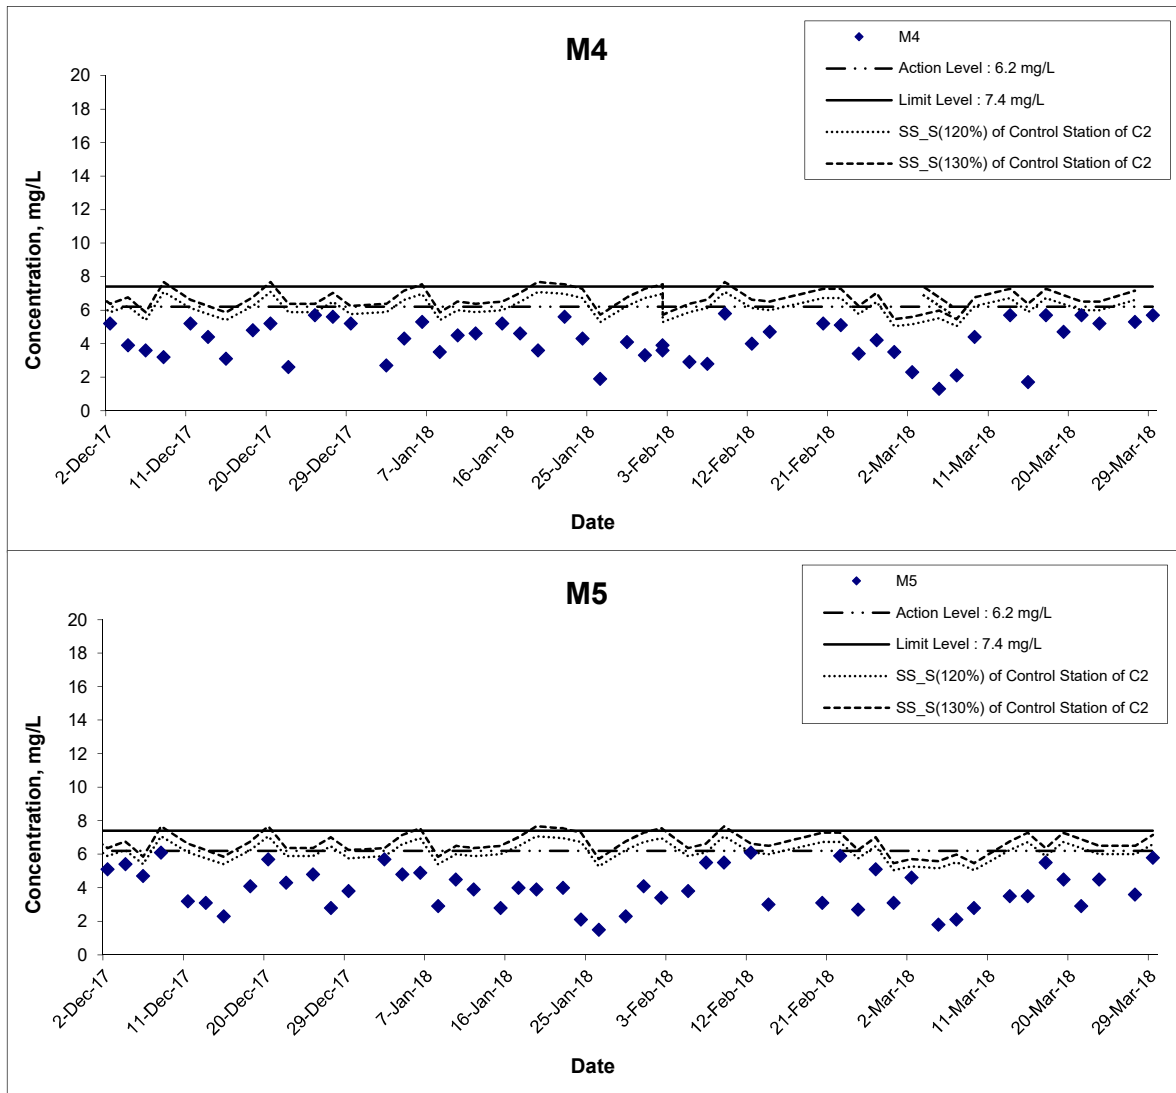 M4
M4
Action Level : 6.2 mg/L
Limit Level : 7.4 mg/L
SS_S(120%) of Control Station of C2
SS_S(130%) of Control Station of C2
Concentration, mg/L
20
18
16
14
12
10
8
6
4
2
0
2-Dec-17
11-Dec-17
20-Dec-17
29-Dec-17
7-Jan-18
16-Jan-18
25-Jan-18
3-Feb-18
12-Feb-18
21-Feb-18
2-Mar-18
11-Mar-18
20-Mar-18
29-Mar-18
Date
M5
M5
Action Level : 6.2 mg/L
Limit Level : 7.4 mg/L
SS_S(120%) of Control Station of C2
SS_S(130%) of Control Station of C2
Concentration, mg/L
20
18
16
14
12
10
8
6
4
2
0
2-Dec-17
11-Dec-17
20-Dec-17
29-Dec-17
7-Jan-18
16-Jan-18
25-Jan-18
3-Feb-18
12-Feb-18
21-Feb-18
2-Mar-18
11-Mar-18
20-Mar-18
29-Mar-18
Date